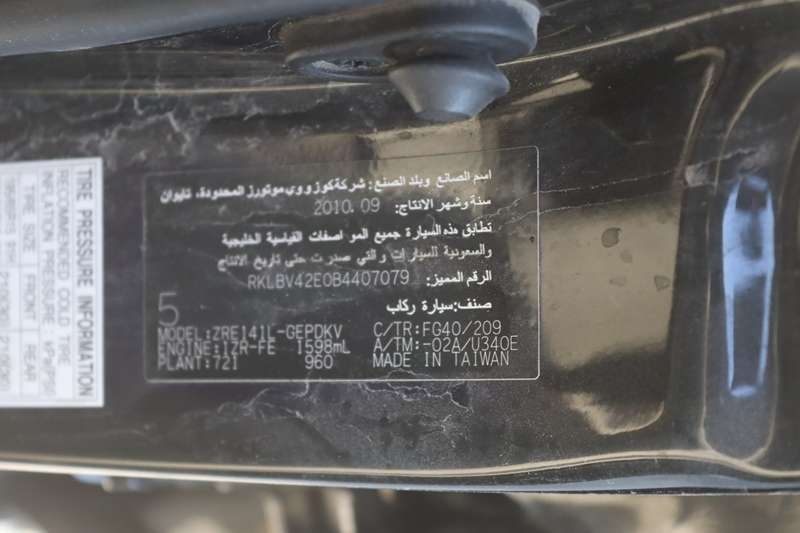 اسم الصانع وبلد الصنع: شركة كوزووي موتورز المحدودة، تايوان
سنة وشهر الانتاج: 2010.09
تطابق هذه السيارة جميع المواصفات القياسية الخليجية
والسعودية للسيارات والتي صدرت حتى تاريخ الانتاج
الرقم المميز: RKLBV42E0B4407079
صنف: سيارة ركاب
5
MODEL:ZRE141L-GEPDKV C/TR:FG40/209
ENGINE:1ZR-FE 1598mL A/TM:-02A/U340E
PLANT:721 960 MADE IN TAIWAN
TIRE PRESSURE INFORMATION
RECOMMENDED COLD TIRE
INFLATION PRESSURE kPa(PSI)
TIRE SIZE FRONT REAR